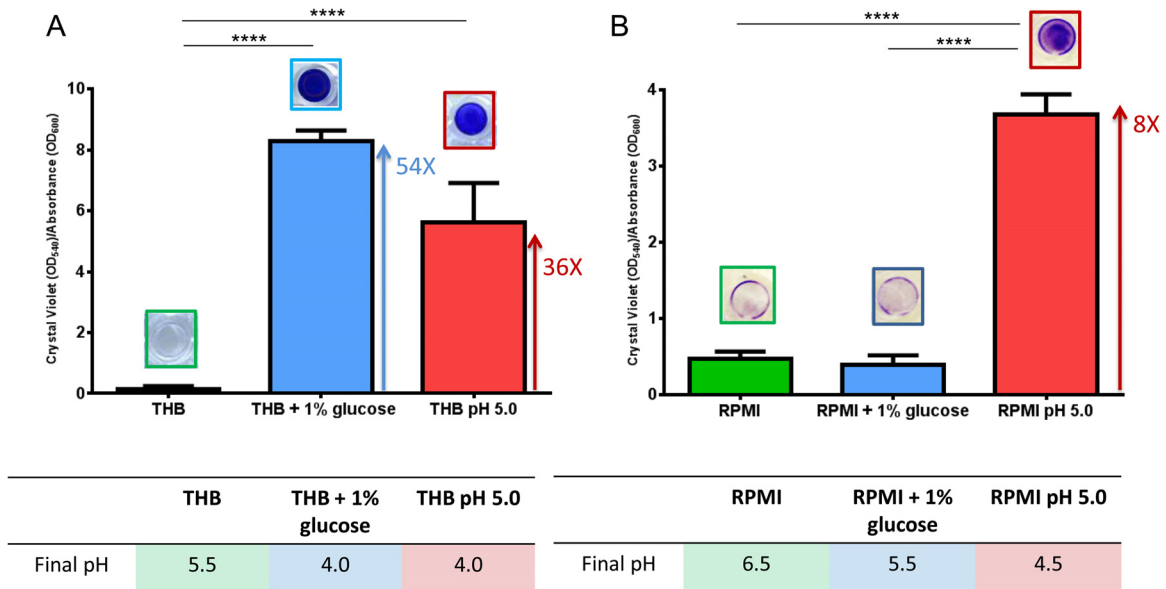 A
****
****
Crystal Violet (OD540)/Absorbance (OD600)
10
8
6
4
2
0
54X
36X
THB
THB + 1% glucose
THB pH 5.0
B
****
****
Crystal Violet (OD540)/Absorbance (OD600)
4
3
2
1
0
8X
RPMI
RPMI + 1% glucose
RPMI pH 5.0
THB
THB + 1%
glucose
THB pH 5.0
Final pH
5.5
4.0
4.0
RPMI
RPMI + 1%
glucose
RPMI pH 5.0
Final pH
6.5
5.5
4.5